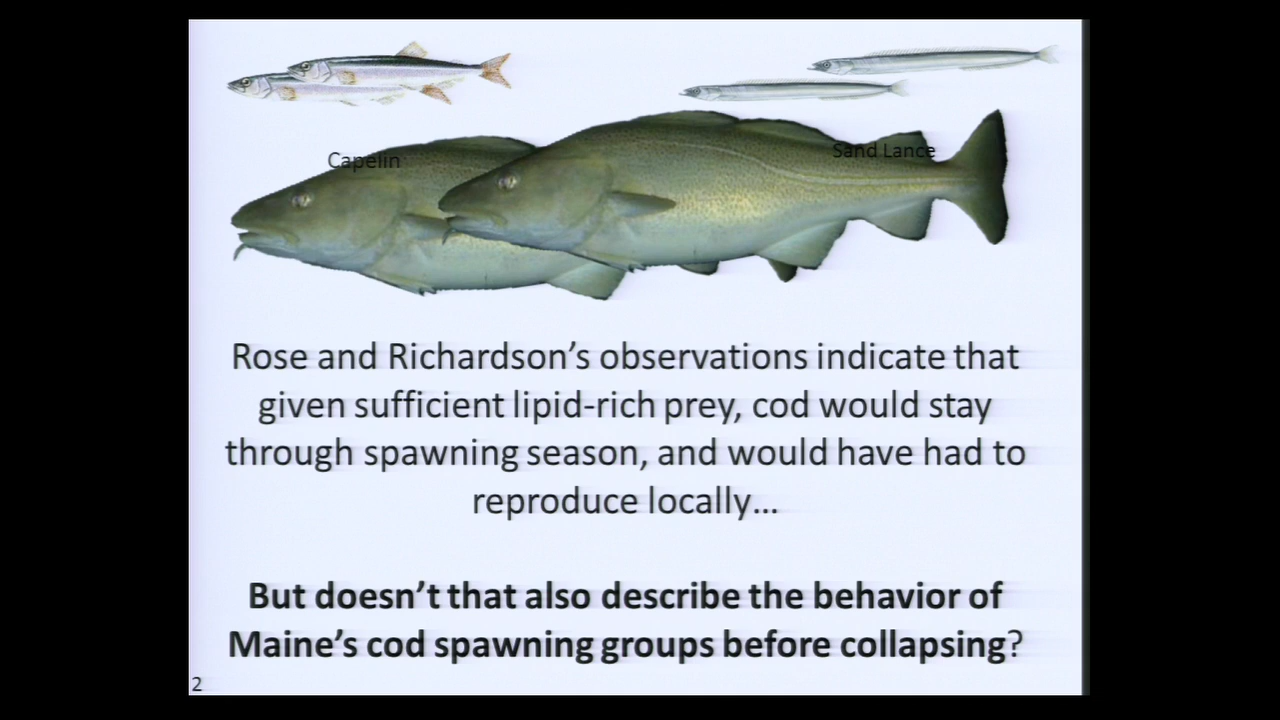 Capelin
Sand Lance
Rose and Richardson’s observations indicate that
given sufficient lipid-rich prey, cod would stay
through spawning season, and would have had to
reproduce locally…
But doesn’t that also describe the behavior of
Maine’s cod spawning groups before collapsing?
2